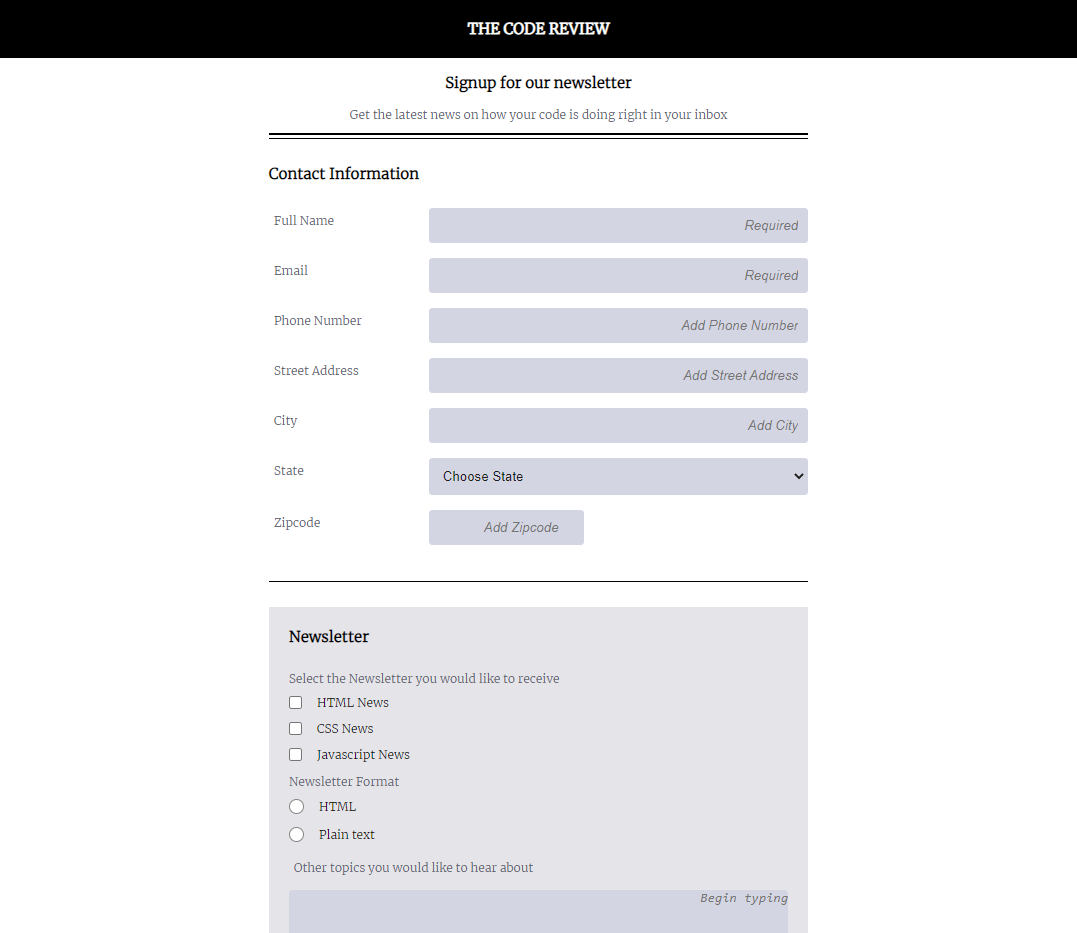 THE CODE REVIEW
Signup for our newsletter
Get the latest news on how your code is doing right in your inbox
Contact Information
Full Name Required
Email Required
Phone Number Add Phone Number
Street Address Add Street Address
City Add City
State Choose State
Zipcode Add Zipcode
Newsletter
Select the Newsletter you would like to receive
HTML News
CSS News
Javascript News
Newsletter Format
HTML
Plain text
Other topics you would like to hear about
Begin typing